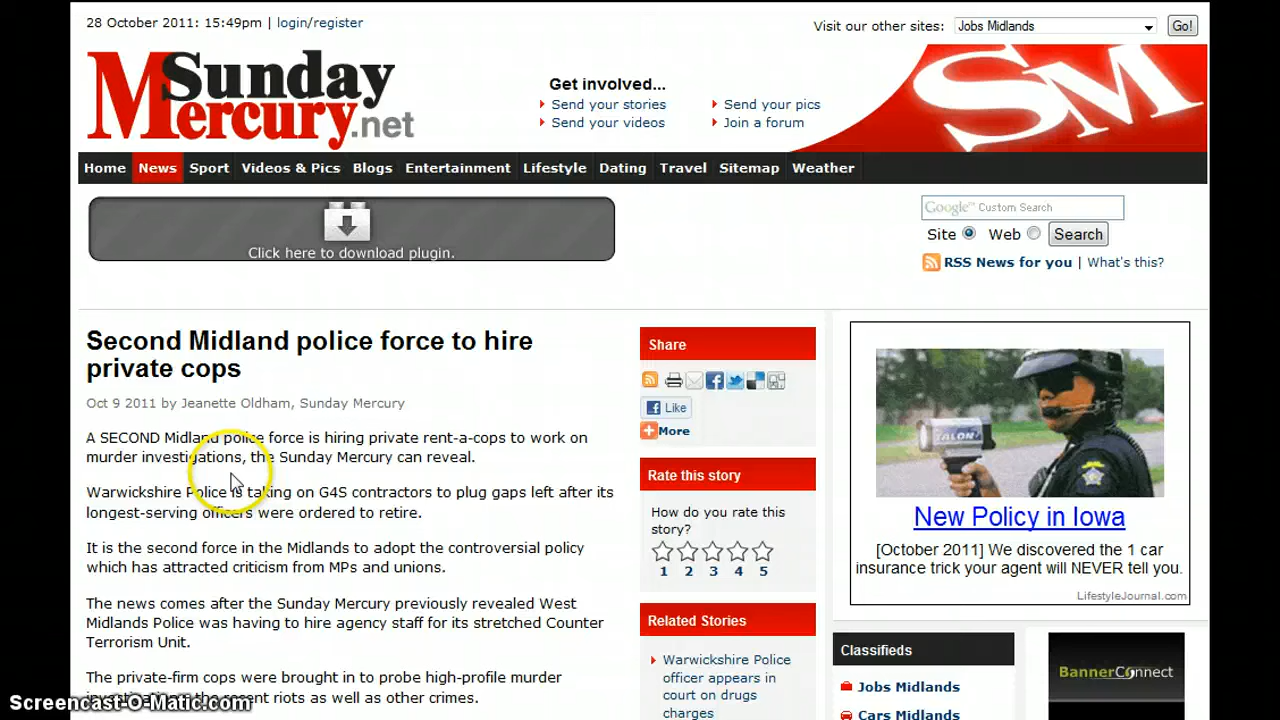 28 October 2011: 15:49pm | login/register
Visit our other sites: Jobs Midlands Go!
Sunday
Mercury.net
SM
Get involved...
Send your stories Send your pics
Send your videos Join a forum
Home News Sport Videos & Pics Blogs Entertainment Lifestyle Dating Travel Sitemap Weather
Click here to download plugin.
Google™ Custom Search
Site Web Search
RSS News for you | What's this?
Second Midland police force to hire
private cops
Oct 9 2011 by Jeanette Oldham, Sunday Mercury
A SECOND Midland police force is hiring private rent-a-cops to work on
murder investigations, the Sunday Mercury can reveal.
Warwickshire Police is taking on G4S contractors to plug gaps left after its
longest-serving officers were ordered to retire.
It is the second force in the Midlands to adopt the controversial policy
which has attracted criticism from MPs and unions.
The news comes after the Sunday Mercury previously revealed West
Midlands Police was having to hire agency staff for its stretched Counter
Terrorism Unit.
The private-firm cops were brought in to probe high-profile murder
the recent riots as well as other crimes.
Share
Like
More
Rate this story
How do you rate this
story?
1 2 3 4 5
Related Stories
Warwickshire Police
officer appears in
court on drugs
charges
TALON
New Policy in Iowa
[October 2011] We discovered the 1 car
insurance trick your agent will NEVER tell you.
LifestyleJournal.com
Classifieds
Jobs Midlands
Cars Midlands
BannerConnect
Screencast-O-Matic.com